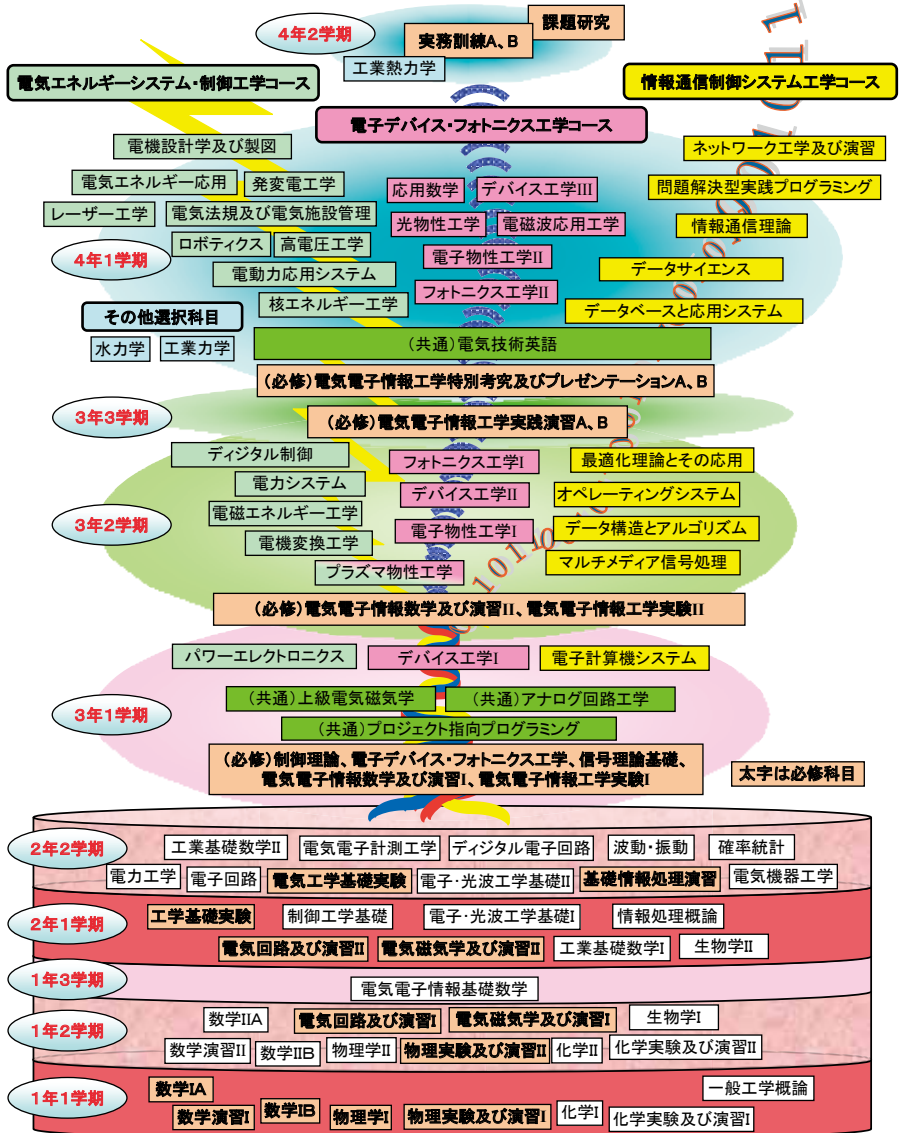 課題研究
4年2学期
実務訓練A、B
工業熱力学
電気エネルギーシステム・制御工学コース
情報通信制御システム工学コース
電子デバイス・フォトニクス工学コース
電機設計学及び製図
ネットワーク工学及び演習
電気エネルギー応用
発変電工学
応用数学
デバイス工学III
問題解決型実践プログラミング
レーザー工学
電気法規及び電気施設管理
光物性工学
電磁波応用工学
情報通信理論
4年1学期
ロボティクス
高電圧工学
電子物性工学II
データサイエンス
電動力応用システム
フォトニクス工学II
核エネルギー工学
データベースと応用システム
その他選択科目
水力学
工業力学
(共通)電気技術英語
(必修)電気電子情報工学特別考究及びプレゼンテーションA、B
3年3学期
(必修)電気電子情報工学実践演習A、B
ディジタル制御
フォトニクス工学I
最適化理論とその応用
電力システム
デバイス工学II
オペレーティングシステム
3年2学期
電磁エネルギー工学
電子物性工学I
データ構造とアルゴリズム
電機変換工学
マルチメディア信号処理
プラズマ物性工学
(必修)電気電子情報数学及び演習II、電気電子情報工学実験II
パワーエレクトロニクス
デバイス工学I
電子計算機システム
3年1学期
(共通)上級電気磁気学
(共通)アナログ回路工学
(共通)プロジェクト指向プログラミング
(必修)制御理論、電子デバイス・フォトニクス工学、信号理論基礎、
電気電子情報数学及び演習I、電気電子情報工学実験I
太字は必修科目
2年2学期
工業基礎数学II
電気電子計測工学
ディジタル電子回路
波動・振動
確率統計
電力工学
電子回路
電気工学基礎実験
電子・光波工学基礎II
基礎情報処理演習
電気機器工学
2年1学期
工学基礎実験
制御工学基礎
電子・光波工学基礎I
情報処理概論
電気回路及び演習II
電気磁気学及び演習II
工業基礎数学I
生物学II
1年3学期
電気電子情報基礎数学
1年2学期
数学IIA
電気回路及び演習I
電気磁気学及び演習I
生物学I
数学演習II
数学IIB
物理学II
物理実験及び演習II
化学II
化学実験及び演習II
1年1学期
数学IA
一般工学概論
数学演習I
数学IB
物理学I
物理実験及び演習I
化学I
化学実験及び演習I